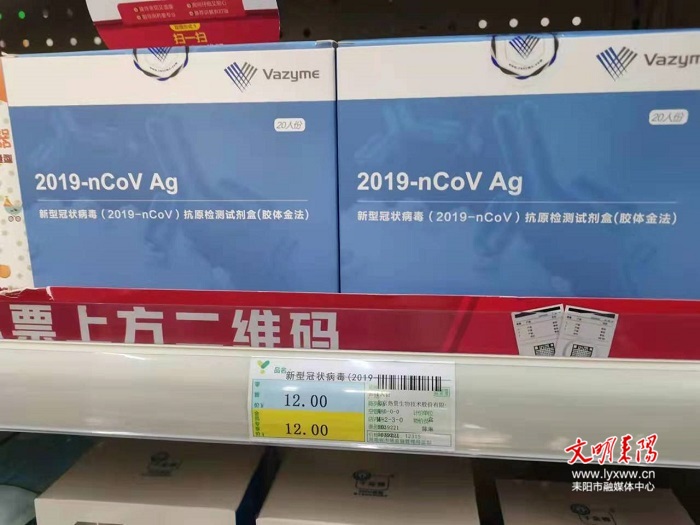 扫一扫
Vazyme
Vazyme
20人份
20人份
2019-nCoV Ag
2019-nCoV Ag
新型冠状病毒（2019-nCoV）抗原检测试剂盒(胶体金法)
新型冠状病毒（2019-nCoV）抗原检测试剂盒(胶体金法)
票上方二维码
品名
新型冠状病毒(2019-
12.00
12.00
文明耒阳
www.lyxww.cn
耒阳市融媒体中心